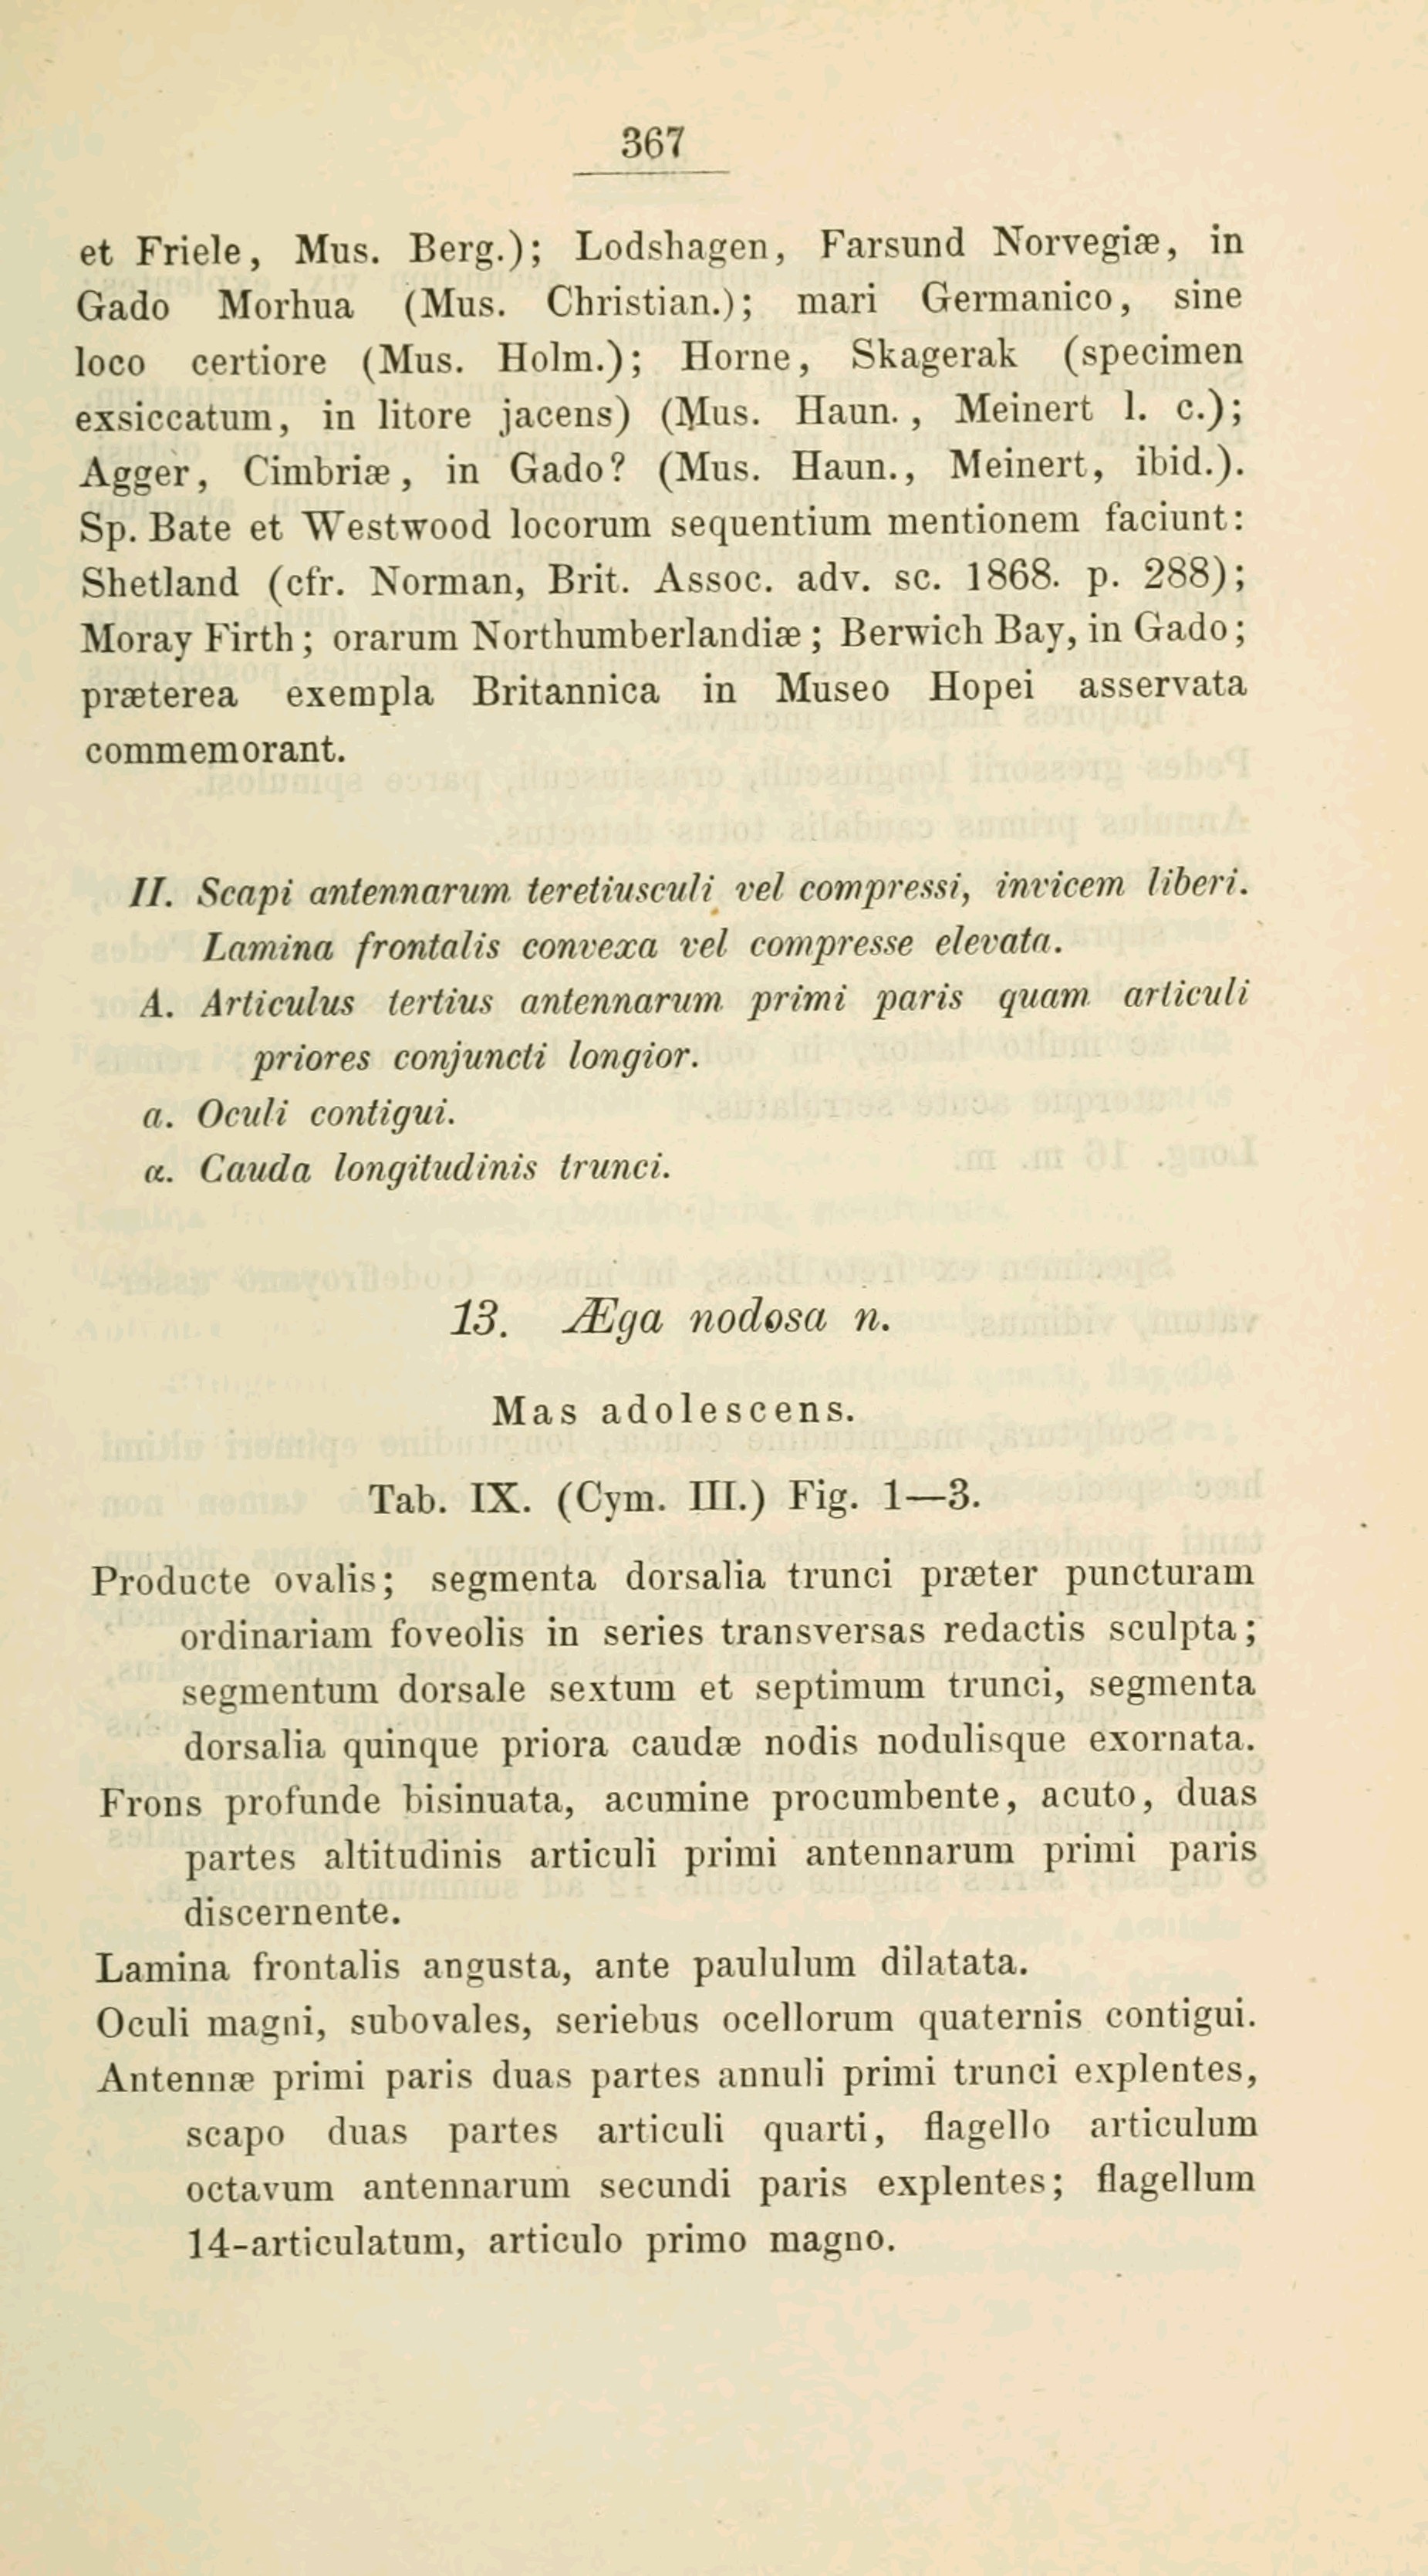 367
et Friele, Mus. Berg.); Lodshagen, Farsund Norvegiæ, in
Gado Morhua (Mus. Christian.); mari Germanico, sine
loco certiore (Mus. Holm.); Horne, Skagerak (specimen
exsiccatum, in litore jacens) (Mus. Haun., Meinert l. c.);
Agger, Cimbriæ, in Gado? (Mus. Haun., Meinert, ibid.).
Sp. Bate et Westwood locorum sequentium mentionem faciunt:
Shetland (cfr. Norman, Brit. Assoc. adv. sc. 1868. p. 288);
Moray Firth; orarum Northumberlandiæ; Berwich Bay, in Gado;
præterea exempla Britannica in Museo Hopei asservata
commemorant.
II. Scapi antennarum teretiusculi vel compressi, invicem liberi.
Lamina frontalis convexa vel compresse elevata.
A. Articulus tertius antennarum primi paris quam articuli
priores conjuncti longior.
a. Oculi contigui.
α. Cauda longitudinis trunci.
13. Æga nodosa n.
Mas adolescens.
Tab. IX. (Cym. III.) Fig. 1—3.
Producte ovalis; segmenta dorsalia trunci præter puncturam
ordinariam foveolis in series transversas redactis sculpta;
segmentum dorsale sextum et septimum trunci, segmenta
dorsalia quinque priora caudæ nodis nodulisque exornata.
Frons profunde bisinuata, acumine procumbente, acuto, duas
partes altitudinis articuli primi antennarum primi paris
discernente.
Lamina frontalis angusta, ante paululum dilatata.
Oculi magni, subovales, seriebus ocellorum quaternis contigui.
Antennæ primi paris duas partes annuli primi trunci explentes,
scapo duas partes articuli quarti, flagello articulum
octavum antennarum secundi paris explentes; flagellum
14-articulatum, articulo primo magno.